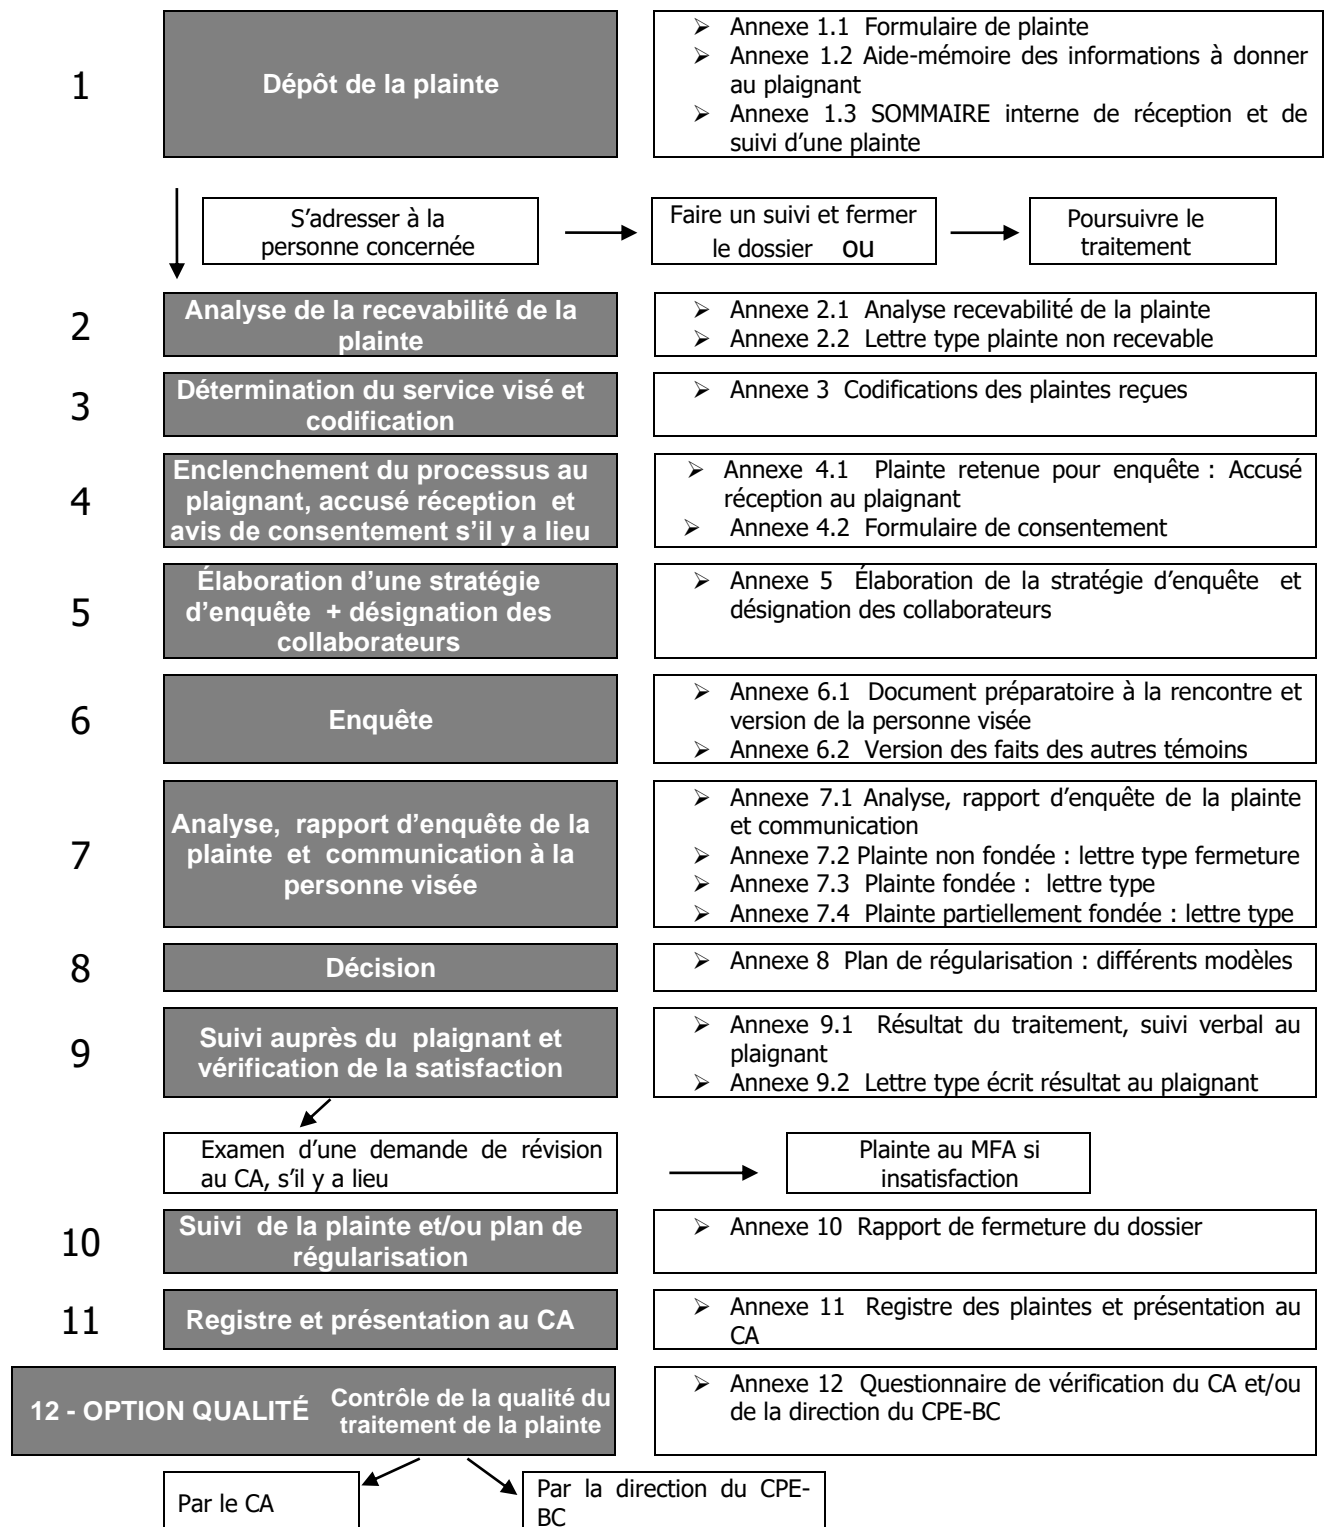 1
Dépôt de la plainte
➢ Annexe 1.1 Formulaire de plainte
➢ Annexe 1.2 Aide-mémoire des informations à donner
au plaignant
➢ Annexe 1.3 SOMMAIRE interne de réception et de
suivi d’une plainte
S’adresser à la
personne concernée
Faire un suivi et fermer
le dossier ou
Poursuivre le
traitement
2
Analyse de la recevabilité de la
plainte
➢ Annexe 2.1 Analyse recevabilité de la plainte
➢ Annexe 2.2 Lettre type plainte non recevable
3
Détermination du service visé et
codification
➢ Annexe 3 Codifications des plaintes reçues
4
Enclenchement du processus au
plaignant, accusé réception et
avis de consentement s’il y a lieu
➢ Annexe 4.1 Plainte retenue pour enquête : Accusé
réception au plaignant
➢ Annexe 4.2 Formulaire de consentement
5
Élaboration d’une stratégie
d’enquête + désignation des
collaborateurs
➢ Annexe 5 Élaboration de la stratégie d’enquête et
désignation des collaborateurs
6
Enquête
➢ Annexe 6.1 Document préparatoire à la rencontre et
version de la personne visée
➢ Annexe 6.2 Version des faits des autres témoins
7
Analyse, rapport d’enquête de la
plainte et communication à la
personne visée
➢ Annexe 7.1 Analyse, rapport d’enquête de la plainte
et communication
➢ Annexe 7.2 Plainte non fondée : lettre type fermeture
➢ Annexe 7.3 Plainte fondée : lettre type
➢ Annexe 7.4 Plainte partiellement fondée : lettre type
8
Décision
➢ Annexe 8 Plan de régularisation : différents modèles
9
Suivi auprès du plaignant et
vérification de la satisfaction
➢ Annexe 9.1 Résultat du traitement, suivi verbal au
plaignant
➢ Annexe 9.2 Lettre type écrit résultat au plaignant
Examen d’une demande de révision
au CA, s’il y a lieu
Plainte au MFA si
insatisfaction
10
Suivi de la plainte et/ou plan de
régularisation
➢ Annexe 10 Rapport de fermeture du dossier
11
Registre et présentation au CA
➢ Annexe 11 Registre des plaintes et présentation au
CA
12 - OPTION QUALITÉ
Contrôle de la qualité du
traitement de la plainte
➢ Annexe 12 Questionnaire de vérification du CA et/ou
de la direction du CPE-BC
Par le CA
Par la direction du CPE-
BC